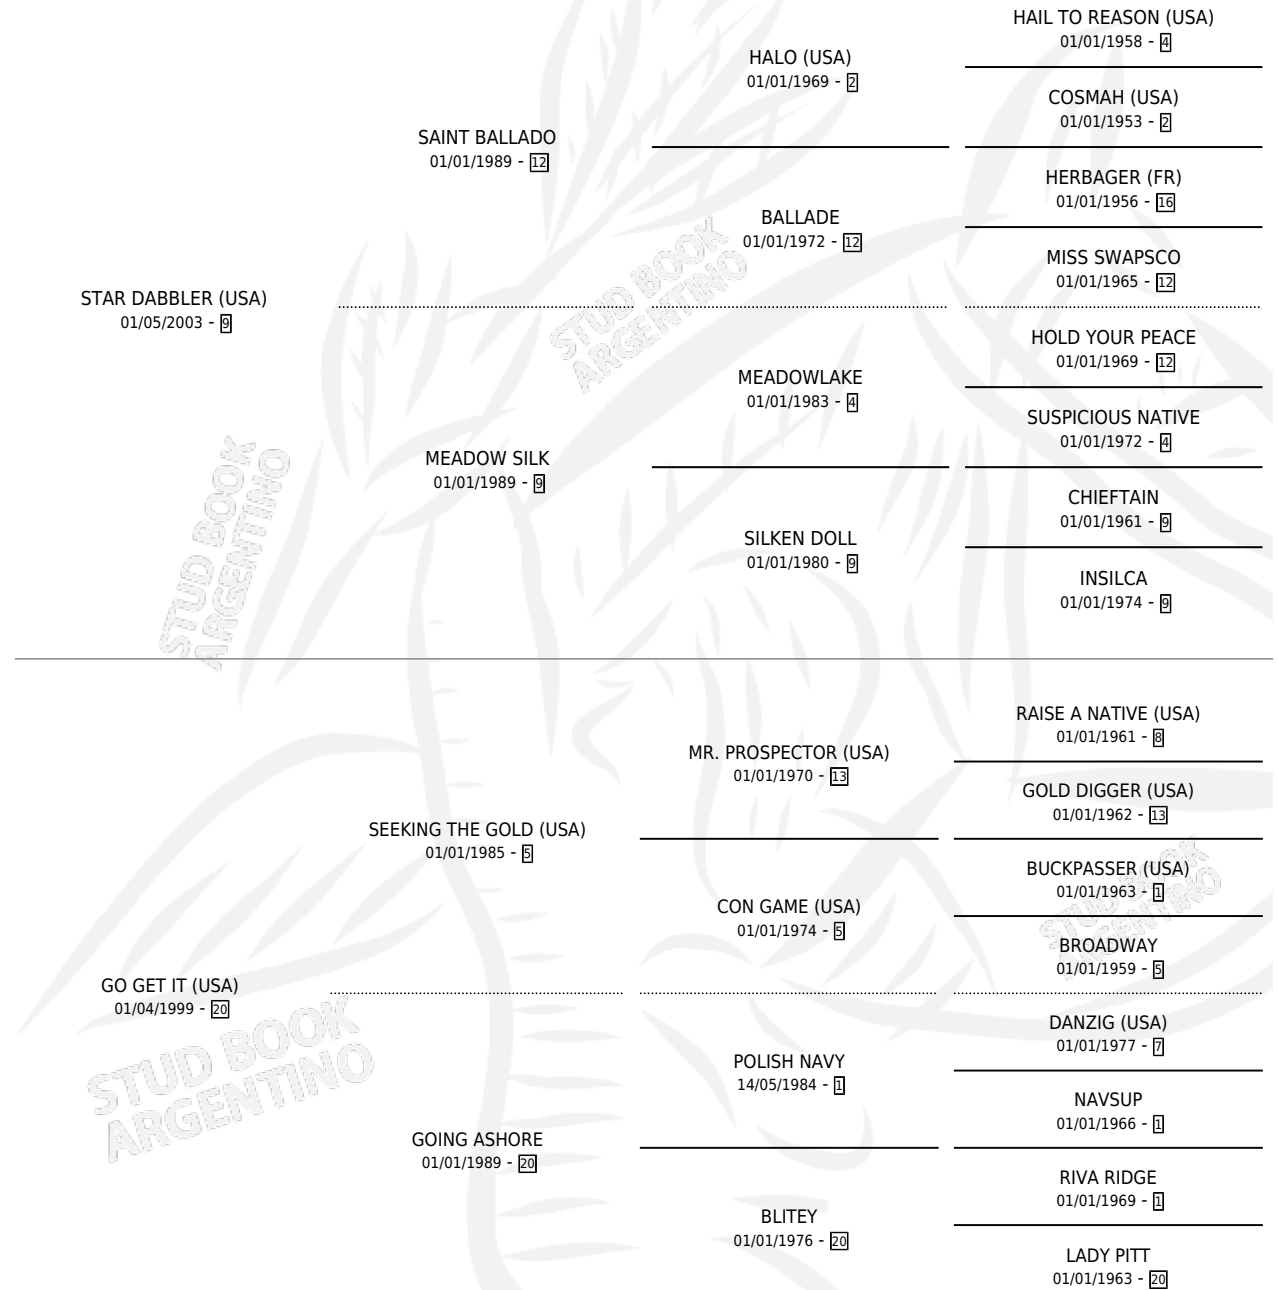 HAIL TO REASON (USA)
01/01/1958 - 4
HALO (USA)
01/01/1969 - 2
COSMAH (USA)
01/01/1953 - 2
SAINT BALLADO
01/01/1989 - 12
HERBAGER (FR)
01/01/1956 - 16
BALLADE
01/01/1972 - 12
MISS SWAPSCO
01/01/1965 - 12
STAR DABBLER (USA)
01/05/2003 - 9
STUD BOOK
ARGENTINO
HOLD YOUR PEACE
01/01/1969 - 12
MEADOWLAKE
01/01/1983 - 4
SUSPICIOUS NATIVE
01/01/1972 - 4
MEADOW SILK
01/01/1989 - 9
CHIEFTAIN
01/01/1961 - 9
SILKEN DOLL
01/01/1980 - 9
INSILCA
01/01/1974 - 9
STUD BOOK
ARGENTINO
RAISE A NATIVE (USA)
01/01/1961 - 8
MR. PROSPECTOR (USA)
01/01/1970 - 13
GOLD DIGGER (USA)
01/01/1962 - 13
SEEKING THE GOLD (USA)
01/01/1985 - 5
BUCKPASSER (USA)
01/01/1963 - 1
CON GAME (USA)
01/01/1974 - 5
STUD BOOK
ARGENTINO
BROADWAY
01/01/1959 - 5
GO GET IT (USA)
01/04/1999 - 20
DANZIG (USA)
01/01/1977 - 7
POLISH NAVY
14/05/1984 - 1
STUD BOOK
ARGENTINO
NAVSUP
01/01/1966 - 1
GOING ASHORE
01/01/1989 - 20
RIVA RIDGE
01/01/1969 - 1
BLITEY
01/01/1976 - 20
LADY PITT
01/01/1963 - 20